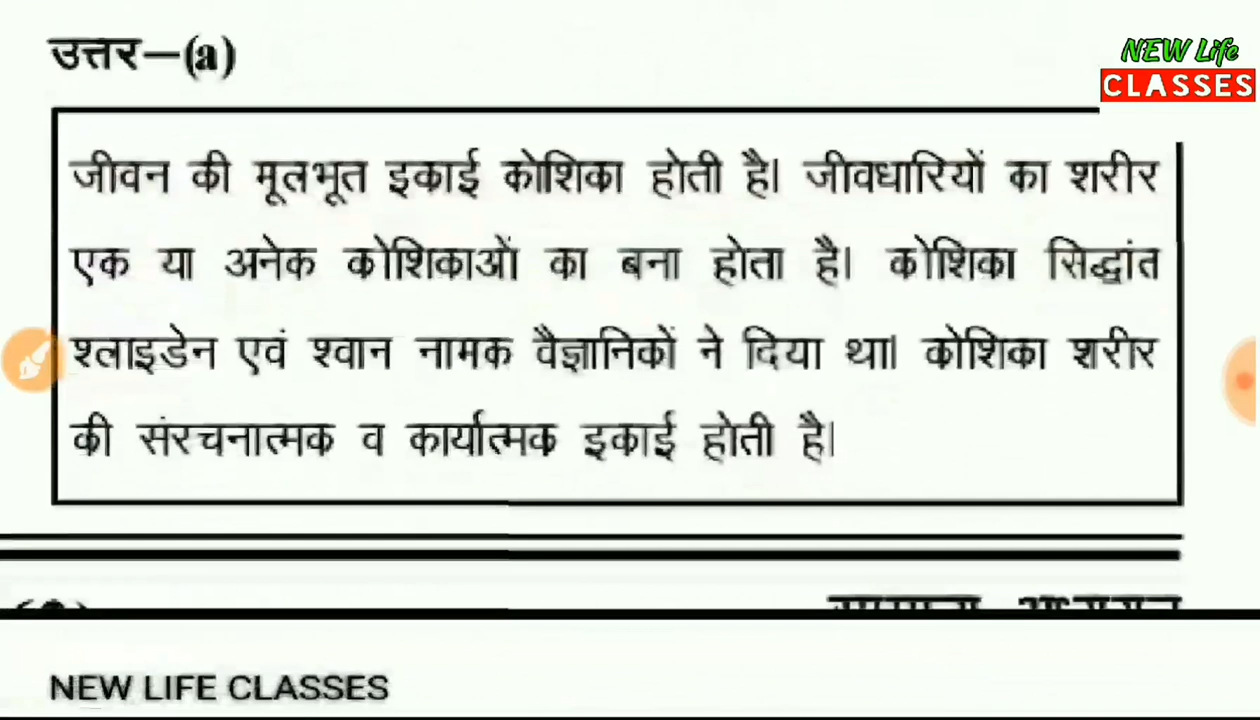 उत्तर—(a)
NEW Life
CLASSES
जीवन की मूलभूत इकाई कोशिका होती है। जीवधारियों का शरीर
एक या अनेक कोशिकाओं का बना होता है। कोशिका सिद्धांत
श्लाइडेन एवं श्वान नामक वैज्ञानिकों ने दिया था। कोशिका शरीर
की संरचनात्मक व कार्यात्मक इकाई होती है।
NEW LIFE CLASSES